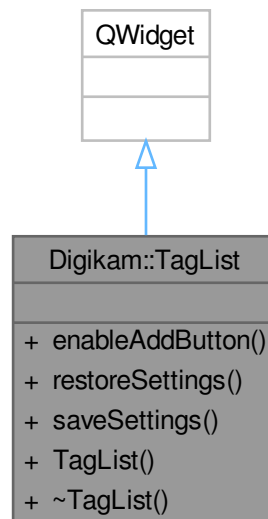 QWidget
Digikam::TagList
+ enableAddButton()
+ restoreSettings()
+ saveSettings()
+ TagList()
+ ~TagList()